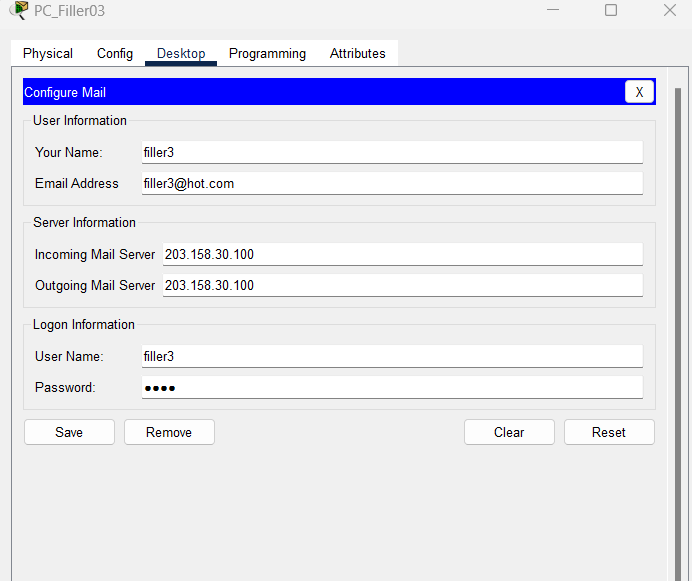 PC_Filler03
Physical Config Desktop Programming Attributes
Configure Mail X
User Information
Your Name: filler3
Email Address filler3@hot.com
Server Information
Incoming Mail Server 203.158.30.100
Outgoing Mail Server 203.158.30.100
Logon Information
User Name: filler3
Password: ●●●●
Save Remove Clear Reset